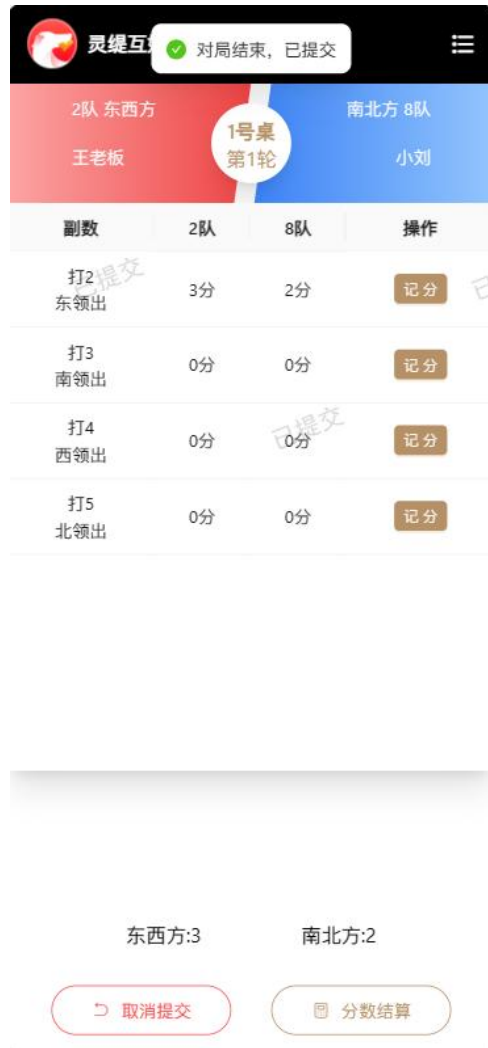 灵缇互
对局结束，已提交
2队 东西方
南北方 8队
1号桌
王老板
第1轮
小刘
副数 2队 8队 操作
打2
东领出
3分 2分 记分
打3
南领出
0分 0分 记分
打4
西领出
0分 0分 记分
打5
北领出
0分 0分 记分
已提交
已提交
东西方:3 南北方:2
取消提交 分数结算